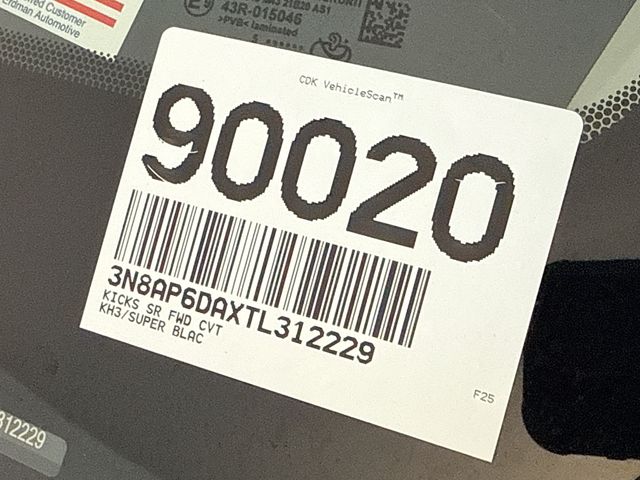 Customer
Erdman Automotive
43R-015046
>PVB< laminated
CDK VehicleScan™
90020
3N8AP6DAXTL312229
KICKS SR FWD CVT
KH3/SUPER BLAC
F25
312229